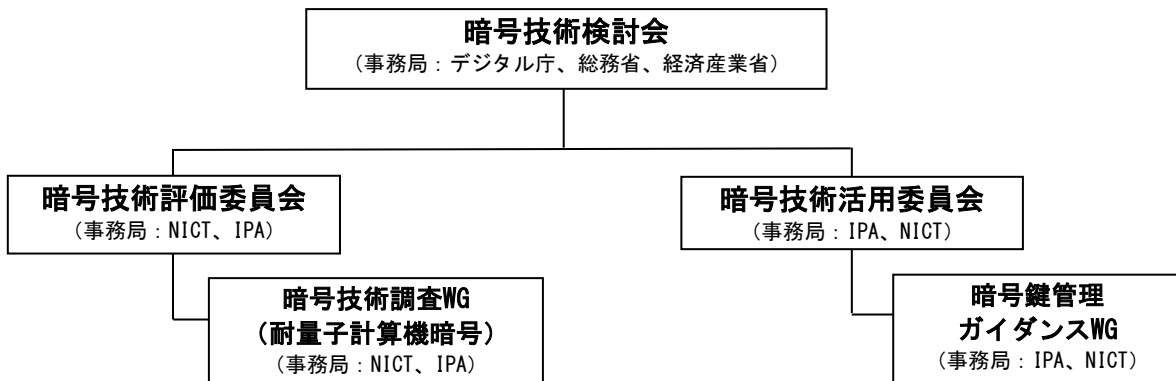 暗号技術検討会
（事務局：デジタル庁、総務省、経済産業省）
暗号技術評価委員会
（事務局：NICT、IPA）
暗号技術活用委員会
（事務局：IPA、NICT）
暗号技術調査WG
（耐量子計算機暗号）
（事務局：NICT、IPA）
暗号鍵管理
ガイダンスWG
（事務局：IPA、NICT）